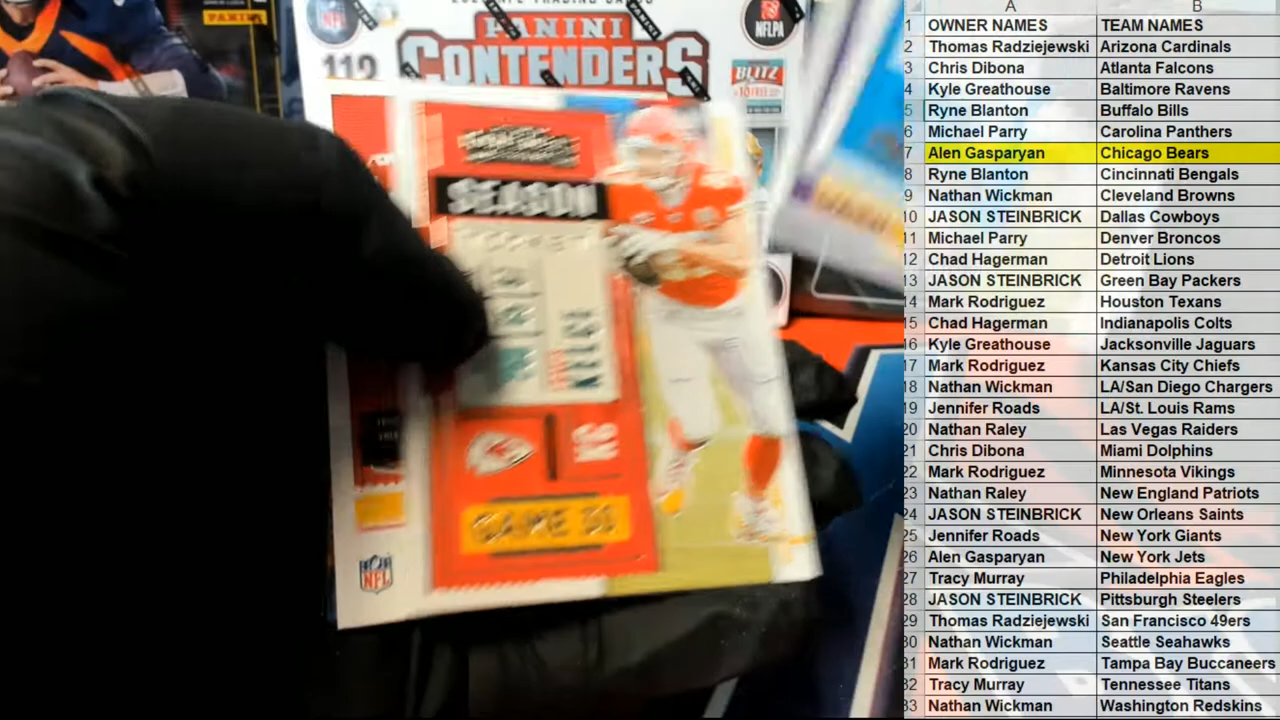 PANINI
NFL
NFLPA
PANINI
CONTENDERS
112
BLITZ
SEASON
KELCE
GAME 01
NFL
A
B
1 OWNER NAMES TEAM NAMES
2 Thomas Radziejewski Arizona Cardinals
3 Chris Dibona Atlanta Falcons
4 Kyle Greathouse Baltimore Ravens
5 Ryne Blanton Buffalo Bills
6 Michael Parry Carolina Panthers
7 Alen Gasparyan Chicago Bears
8 Ryne Blanton Cincinnati Bengals
9 Nathan Wickman Cleveland Browns
10 JASON STEINBRICK Dallas Cowboys
11 Michael Parry Denver Broncos
12 Chad Hagerman Detroit Lions
13 JASON STEINBRICK Green Bay Packers
14 Mark Rodriguez Houston Texans
15 Chad Hagerman Indianapolis Colts
16 Kyle Greathouse Jacksonville Jaguars
17 Mark Rodriguez Kansas City Chiefs
18 Nathan Wickman LA/San Diego Chargers
19 Jennifer Roads LA/St. Louis Rams
20 Nathan Raley Las Vegas Raiders
21 Chris Dibona Miami Dolphins
22 Mark Rodriguez Minnesota Vikings
23 Nathan Raley New England Patriots
24 JASON STEINBRICK New Orleans Saints
25 Jennifer Roads New York Giants
26 Alen Gasparyan New York Jets
27 Tracy Murray Philadelphia Eagles
28 JASON STEINBRICK Pittsburgh Steelers
29 Thomas Radziejewski San Francisco 49ers
30 Nathan Wickman Seattle Seahawks
31 Mark Rodriguez Tampa Bay Buccaneers
32 Tracy Murray Tennessee Titans
33 Nathan Wickman Washington Redskins